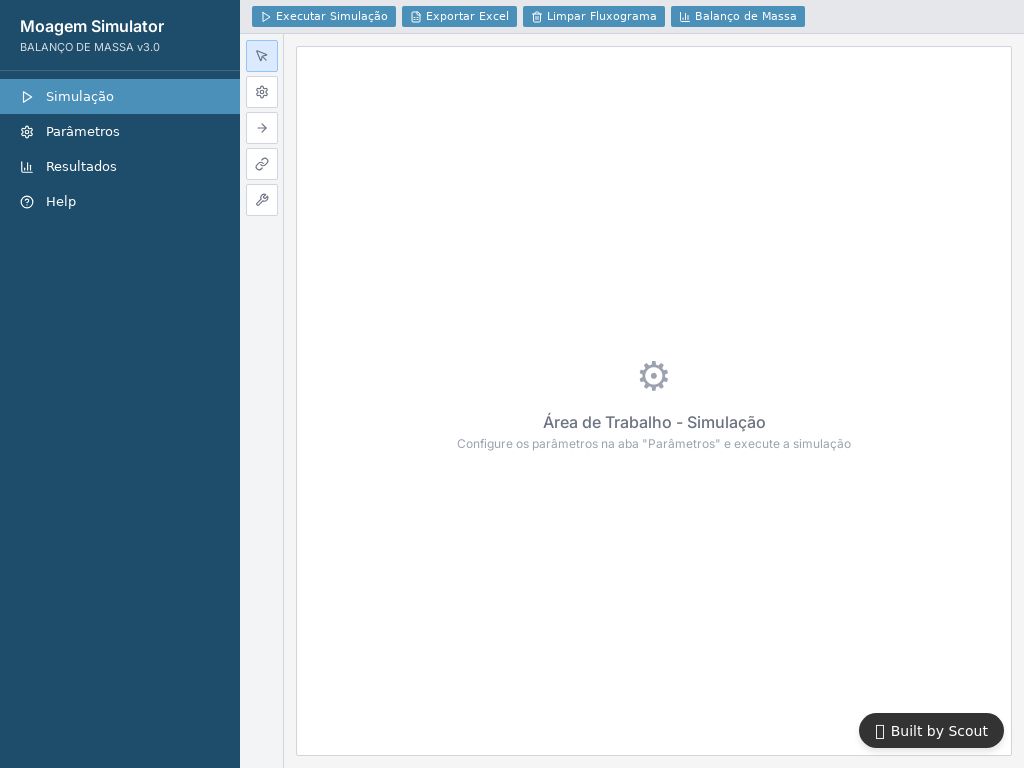 Moagem Simulator
BALANÇO DE MASSA v3.0
Simulação
Parâmetros
Resultados
Help
Executar Simulação
Exportar Excel
Limpar Fluxograma
Balanço de Massa
Área de Trabalho - Simulação
Configure os parâmetros na aba "Parâmetros" e execute a simulação
Built by Scout